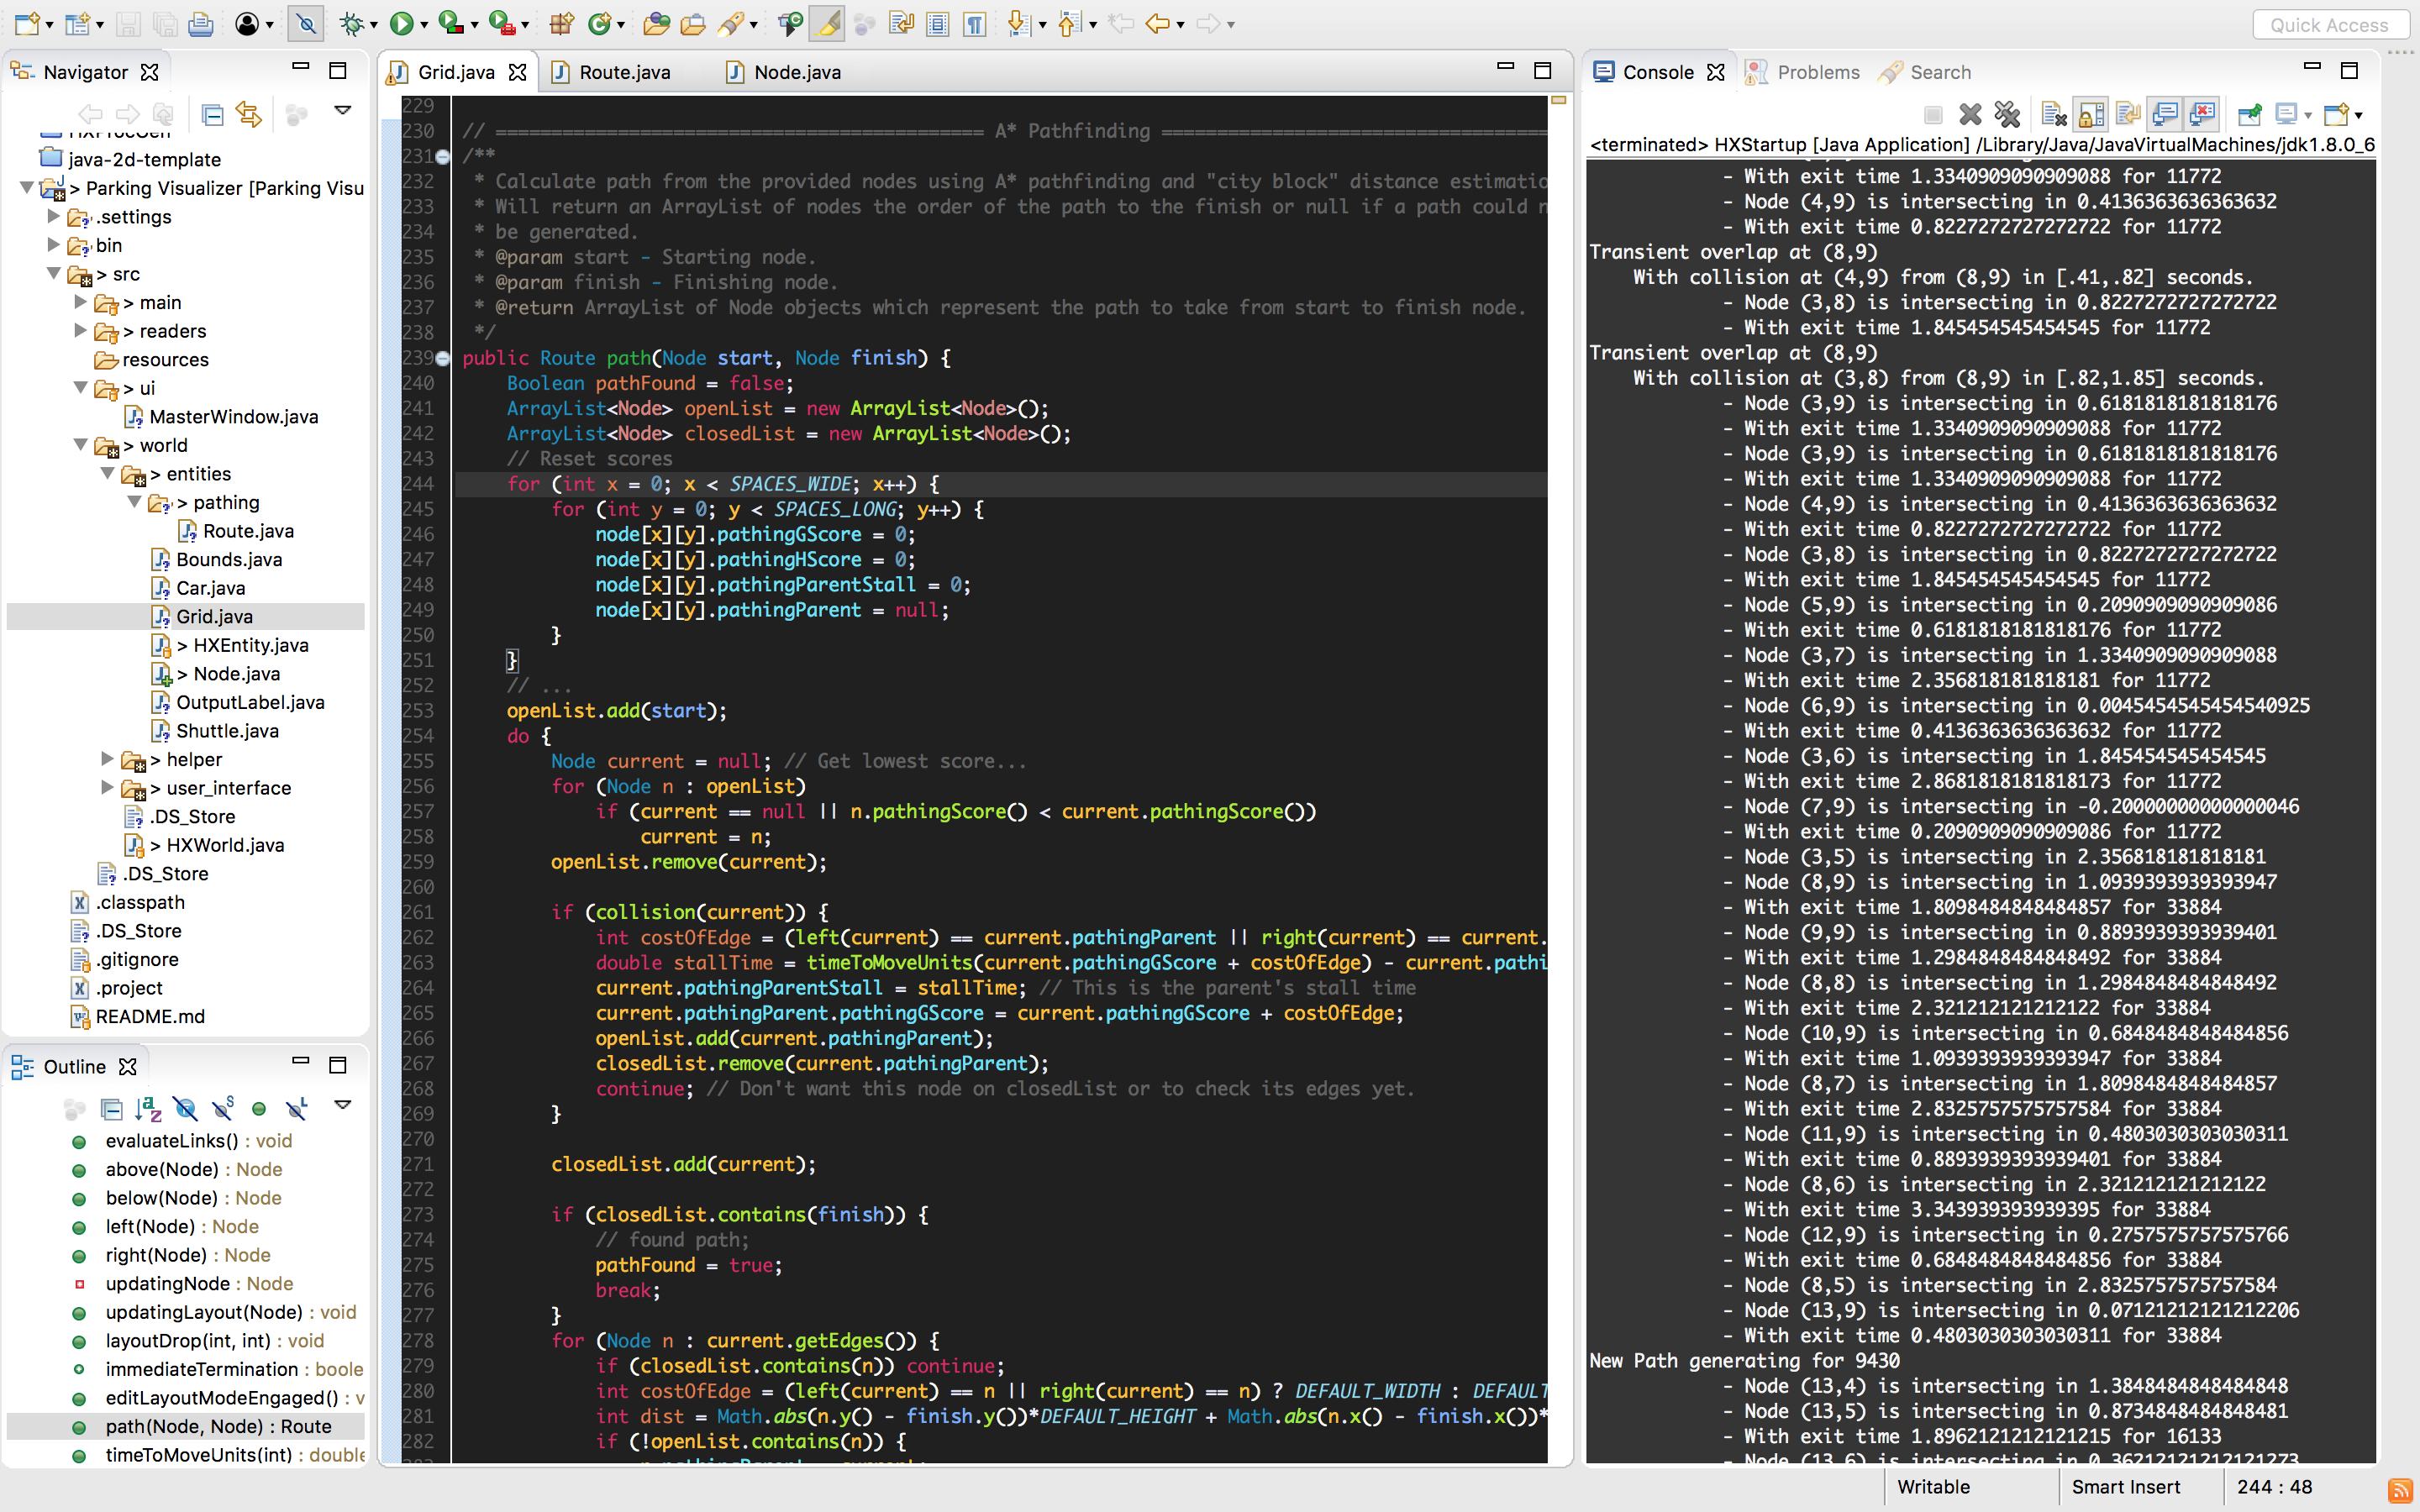 Quick Access
Navigator
HXProcGen
java-2d-template
> Parking Visualizer [Parking Visu
.settings
bin
> src
> main
> readers
resources
> ui
MasterWindow.java
> world
> entities
> pathing
Route.java
Bounds.java
Car.java
Grid.java
> HXEntity.java
> Node.java
OutputLabel.java
Shuttle.java
> helper
> user_interface
.DS_Store
> HXWorld.java
.DS_Store
.classpath
.DS_Store
.gitignore
.project
README.md
Outline
evaluateLinks() : void
above(Node) : Node
below(Node) : Node
left(Node) : Node
right(Node) : Node
updatingNode : Node
updatingLayout(Node) : void
layoutDrop(int, int) : void
immediateTermination : boole
editLayoutModeEngaged() : v
path(Node, Node) : Route
timeToMoveUnits(int) : double
Grid.java
Route.java
Node.java
229
230 // ============================================ A* Pathfinding ===================================
231 /**
232 * Calculate path from the provided nodes using A* pathfinding and "city block" distance estimatio
233 * Will return an ArrayList of nodes the order of the path to the finish or null if a path could n
234 * be generated.
235 * @param start - Starting node.
236 * @param finish - Finishing node.
237 * @return ArrayList of Node objects which represent the path to take from start to finish node.
238 */
239 public Route path(Node start, Node finish) {
240 Boolean pathFound = false;
241 ArrayList<Node> openList = new ArrayList<Node>();
242 ArrayList<Node> closedList = new ArrayList<Node>();
243 // Reset scores
244 for (int x = 0; x < SPACES_WIDE; x++) {
245 for (int y = 0; y < SPACES_LONG; y++) {
246 node[x][y].pathingGScore = 0;
247 node[x][y].pathingHScore = 0;
248 node[x][y].pathingParentStall = 0;
249 node[x][y].pathingParent = null;
250 }
251 }
252 // ...
253 openList.add(start);
254 do {
255 Node current = null; // Get lowest score...
256 for (Node n : openList)
257 if (current == null || n.pathingScore() < current.pathingScore())
258 current = n;
259 openList.remove(current);
260
261 if (collision(current)) {
262 int costOfEdge = (left(current) == current.pathingParent || right(current) == current.
263 double stallTime = timeToMoveUnits(current.pathingGScore + costOfEdge) - current.pathi
264 current.pathingParentStall = stallTime; // This is the parent's stall time
265 current.pathingParent.pathingGScore = current.pathingGScore + costOfEdge;
266 openList.add(current.pathingParent);
267 closedList.remove(current.pathingParent);
268 continue; // Don't want this node on closedList or to check its edges yet.
269 }
270
271 closedList.add(current);
272
273 if (closedList.contains(finish)) {
274 // found path;
275 pathFound = true;
276 break;
277 }
278 for (Node n : current.getEdges()) {
279 if (closedList.contains(n)) continue;
280 int costOfEdge = (left(current) == n || right(current) == n) ? DEFAULT_WIDTH : DEFAULT
281 int dist = Math.abs(n.y() - finish.y())*DEFAULT_HEIGHT + Math.abs(n.x() - finish.x())*
282 if (!openList.contains(n)) {
Console
Problems
Search
<terminated> HXStartup [Java Application] /Library/Java/JavaVirtualMachines/jdk1.8.0_6
- With exit time 1.3340909090909088 for 11772
- Node (4,9) is intersecting in 0.4136363636363632
- With exit time 0.8227272727272722 for 11772
Transient overlap at (8,9)
With collision at (4,9) from (8,9) in [.41,.82] seconds.
- Node (3,8) is intersecting in 0.8227272727272722
- With exit time 1.845454545454545 for 11772
Transient overlap at (8,9)
With collision at (3,8) from (8,9) in [.82,1.85] seconds.
- Node (3,9) is intersecting in 0.6181818181818176
- With exit time 1.3340909090909088 for 11772
- Node (3,9) is intersecting in 0.6181818181818176
- With exit time 1.3340909090909088 for 11772
- Node (4,9) is intersecting in 0.4136363636363632
- With exit time 0.8227272727272722 for 11772
- Node (3,8) is intersecting in 0.8227272727272722
- With exit time 1.845454545454545 for 11772
- Node (5,9) is intersecting in 0.2090909090909086
- With exit time 0.6181818181818176 for 11772
- Node (3,7) is intersecting in 1.3340909090909088
- With exit time 2.356818181818181 for 11772
- Node (6,9) is intersecting in 0.0045454545454540925
- With exit time 0.4136363636363632 for 11772
- Node (3,6) is intersecting in 1.845454545454545
- With exit time 2.8681818181818173 for 11772
- Node (7,9) is intersecting in -0.20000000000000046
- With exit time 0.2090909090909086 for 11772
- Node (3,5) is intersecting in 2.356818181818181
- Node (8,9) is intersecting in 1.0939393939393947
- With exit time 1.8098484848484857 for 33884
- Node (9,9) is intersecting in 0.8893939393939401
- With exit time 1.2984848484848492 for 33884
- Node (8,8) is intersecting in 1.2984848484848492
- With exit time 2.321212121212122 for 33884
- Node (10,9) is intersecting in 0.6848484848484856
- With exit time 1.0939393939393947 for 33884
- Node (8,7) is intersecting in 1.8098484848484857
- With exit time 2.8325757575757584 for 33884
- Node (11,9) is intersecting in 0.4803030303030311
- With exit time 0.8893939393939401 for 33884
- Node (8,6) is intersecting in 2.321212121212122
- With exit time 3.343939393939395 for 33884
- Node (12,9) is intersecting in 0.2757575757575766
- With exit time 0.6848484848484856 for 33884
- Node (8,5) is intersecting in 2.8325757575757584
- Node (13,9) is intersecting in 0.07121212121212206
- With exit time 0.4803030303030311 for 33884
New Path generating for 9430
- Node (13,4) is intersecting in 1.3848484848484848
- Node (13,5) is intersecting in 0.8734848484848481
- With exit time 1.8962121212121215 for 16133
- Node (13,6) is intersecting in 0.36212121212121273
Writable
Smart Insert
244 : 48